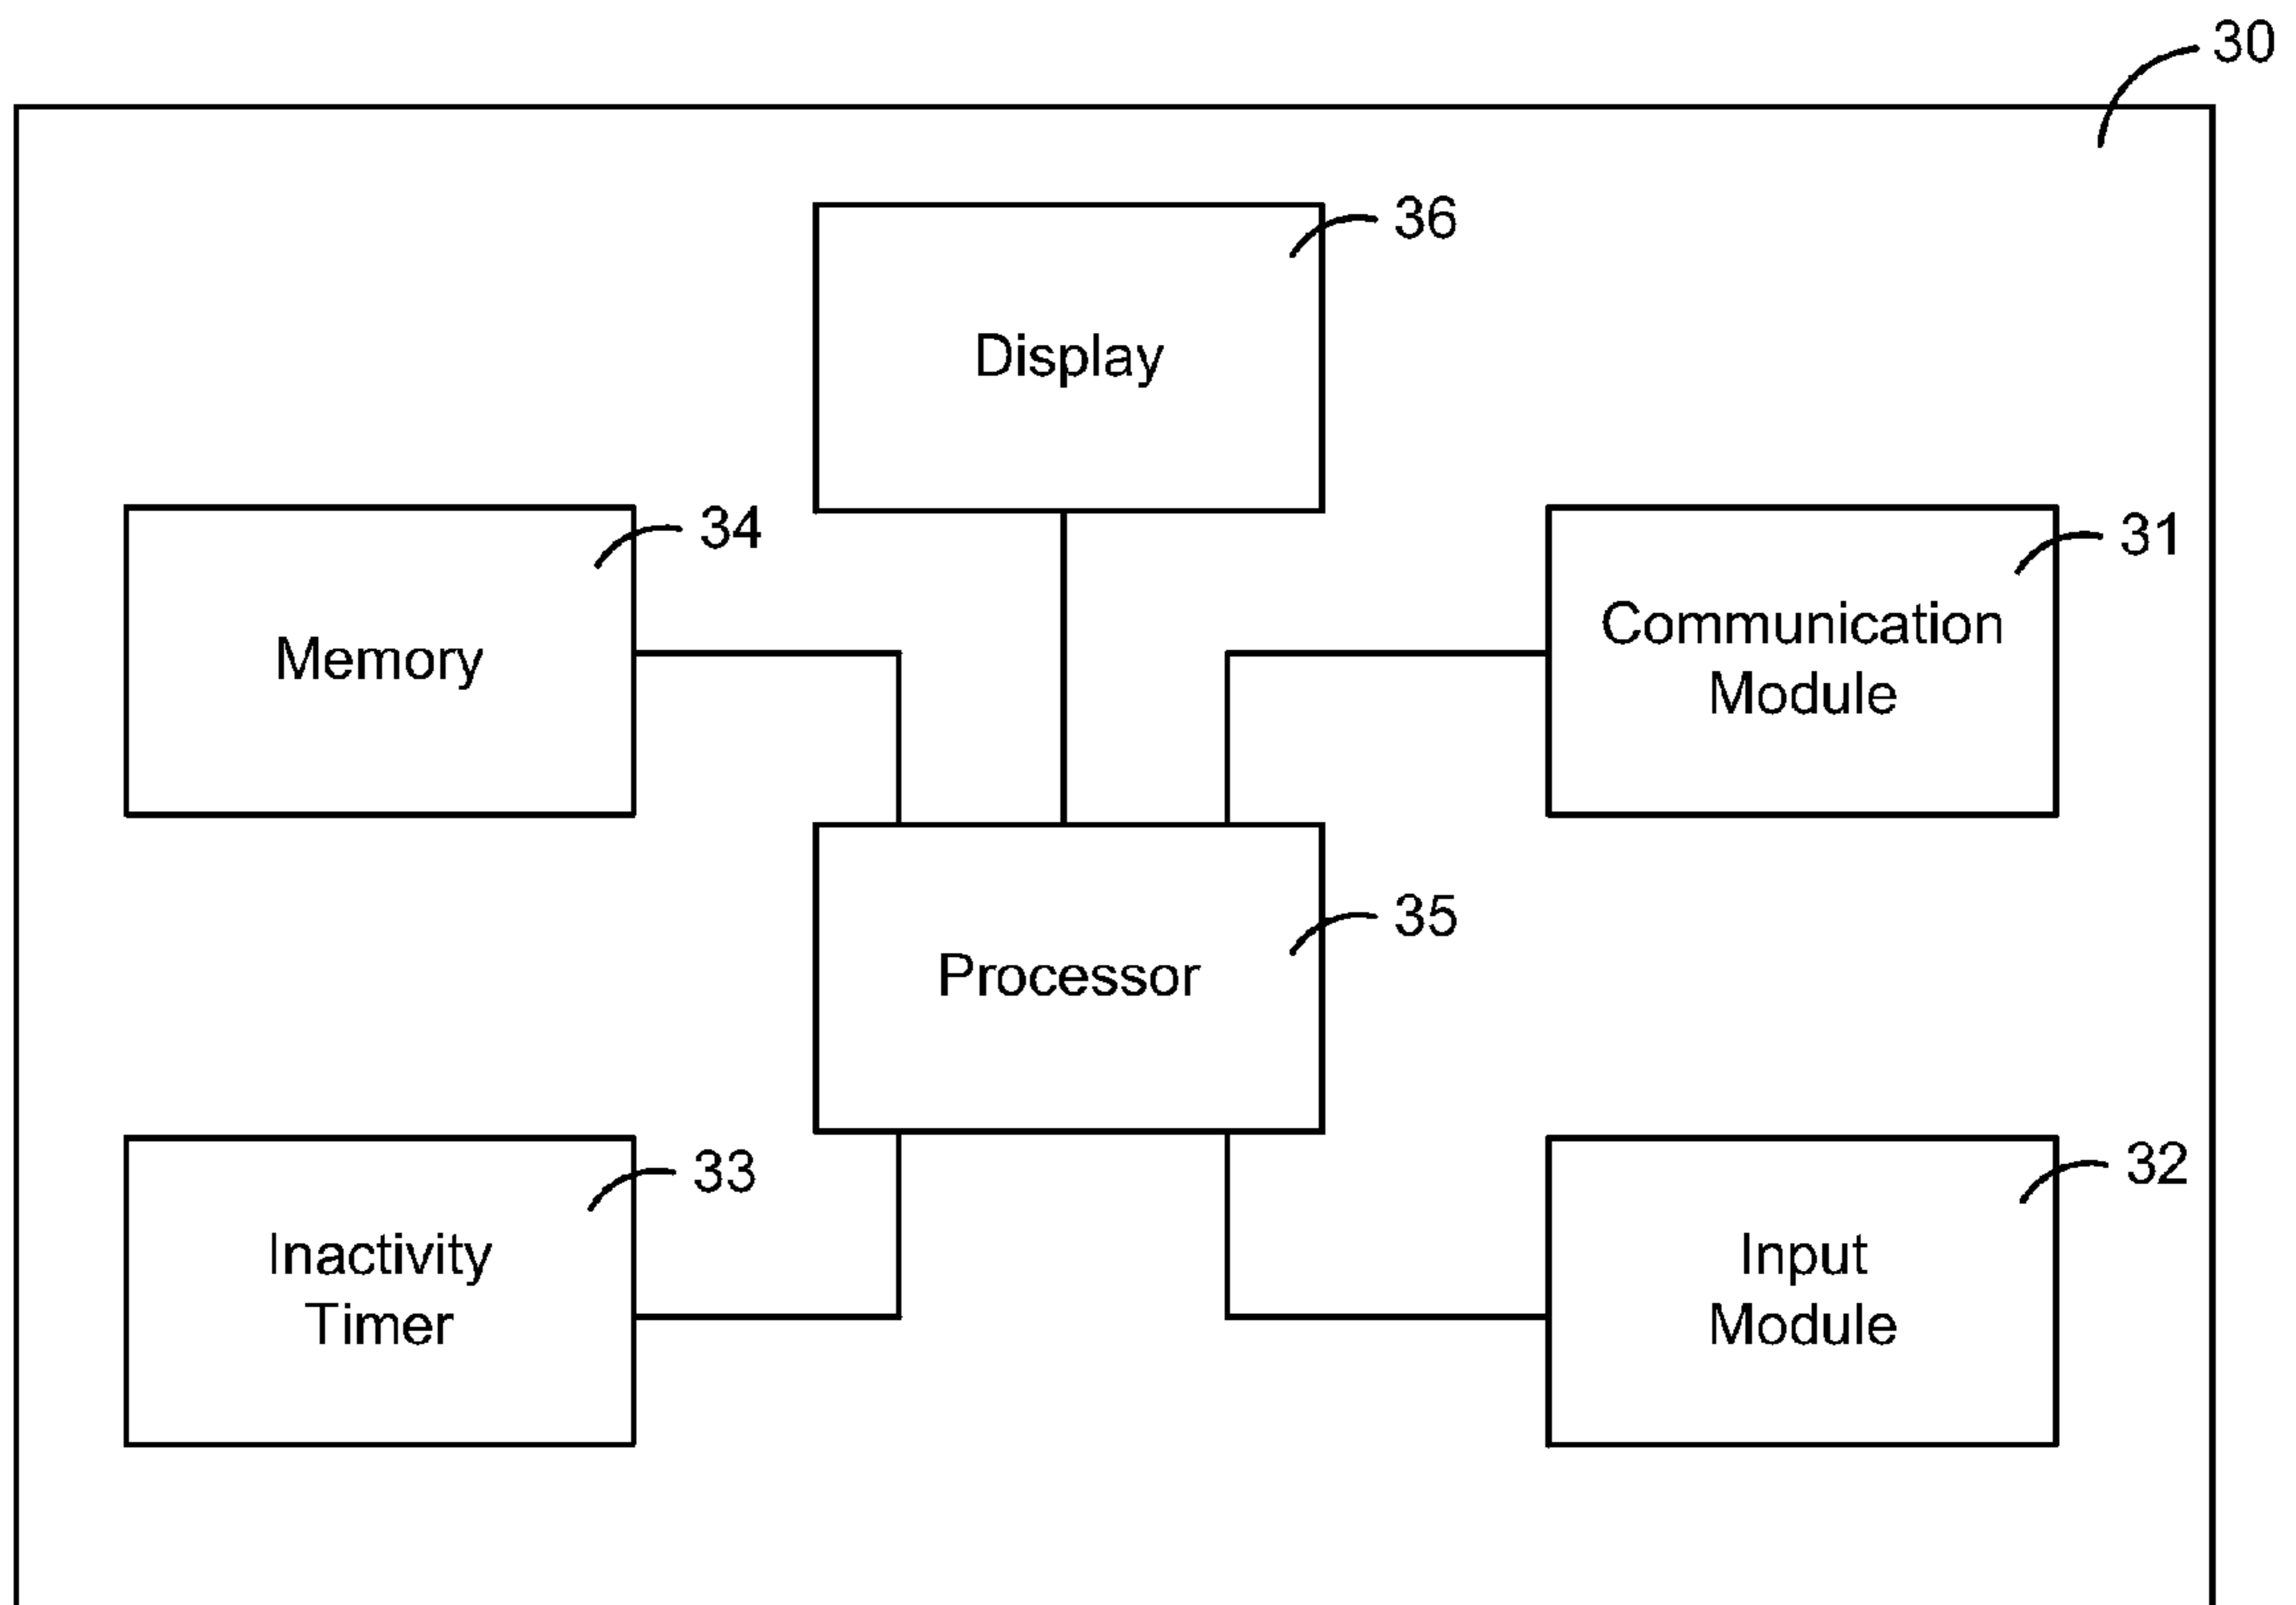 30
36
Display
34
Memory
31
Communication
Module
35
Processor
33
Inactivity
Timer
32
Input
Module